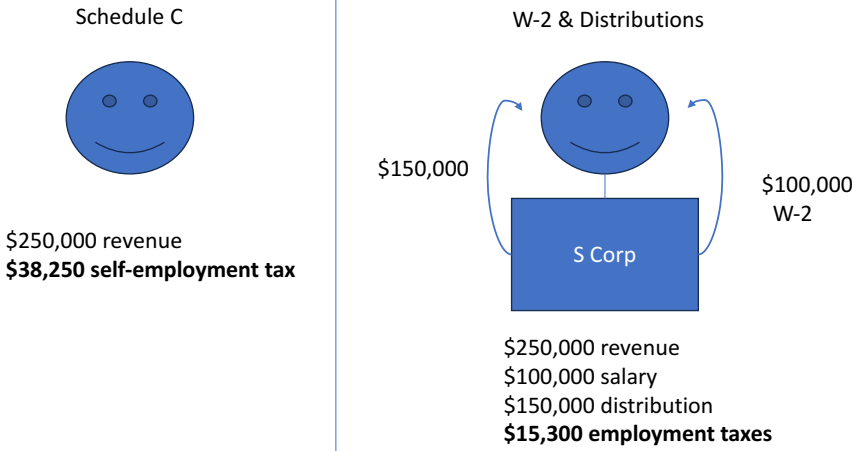 Schedule C
$250,000 revenue
$38,250 self-employment tax
W-2 & Distributions
$150,000
$100,000
W-2
S Corp
$250,000 revenue
$100,000 salary
$150,000 distribution
$15,300 employment taxes